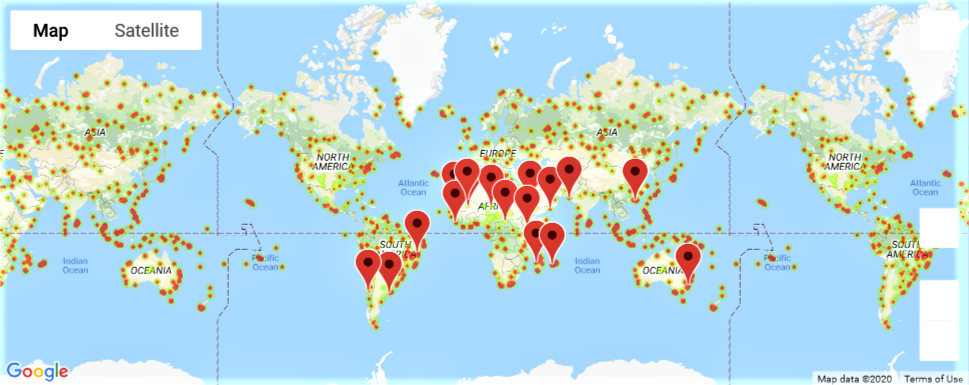 Map
Satellite
ASIA
NORTH
AMERICA
EUROPE
ASIA
NORTH
AMERICA
Atlantic
Ocean
Atlantic
Ocean
AFRI
SOUTH
AMERICA
SOUTH
AMERICA
Indian
Ocean
OCEANIA
Pacific
Ocean
Indian
Ocean
OCEANIA
Pacific
Ocean
Google
Map data ©2020
Terms of Use